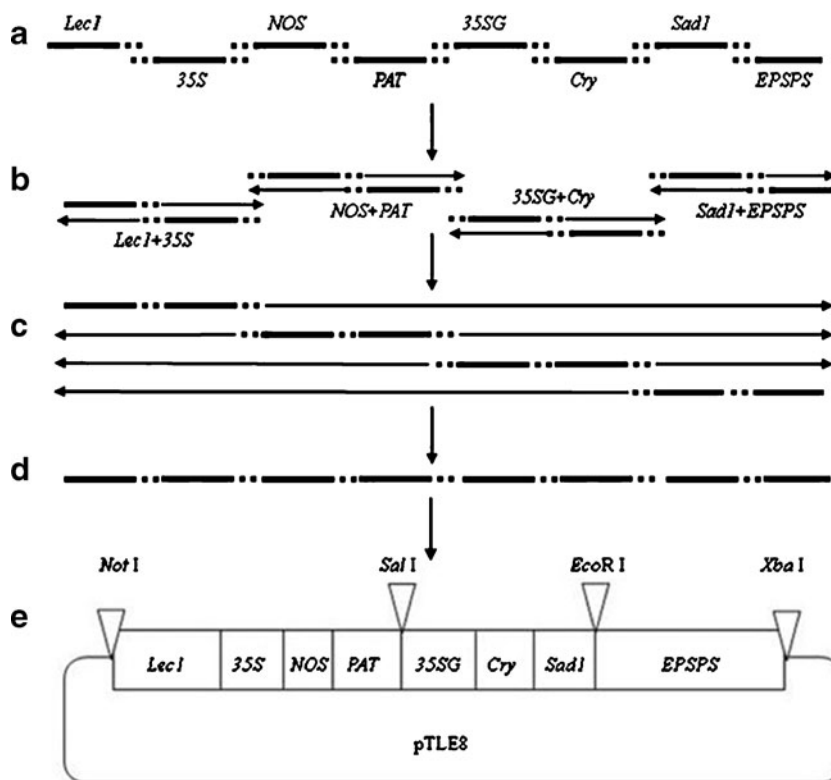 a
Lec1 NOS 35SG Sad1
35S PAT Cry EPSPS
b
Lec1+35S NOS+PAT 35SG+Cry Sad1+EPSPS
c
d
Not I Sal I EcoR I Xba I
e
Lec1 35S NOS PAT 35SG Cry Sad1 EPSPS
pTLE8